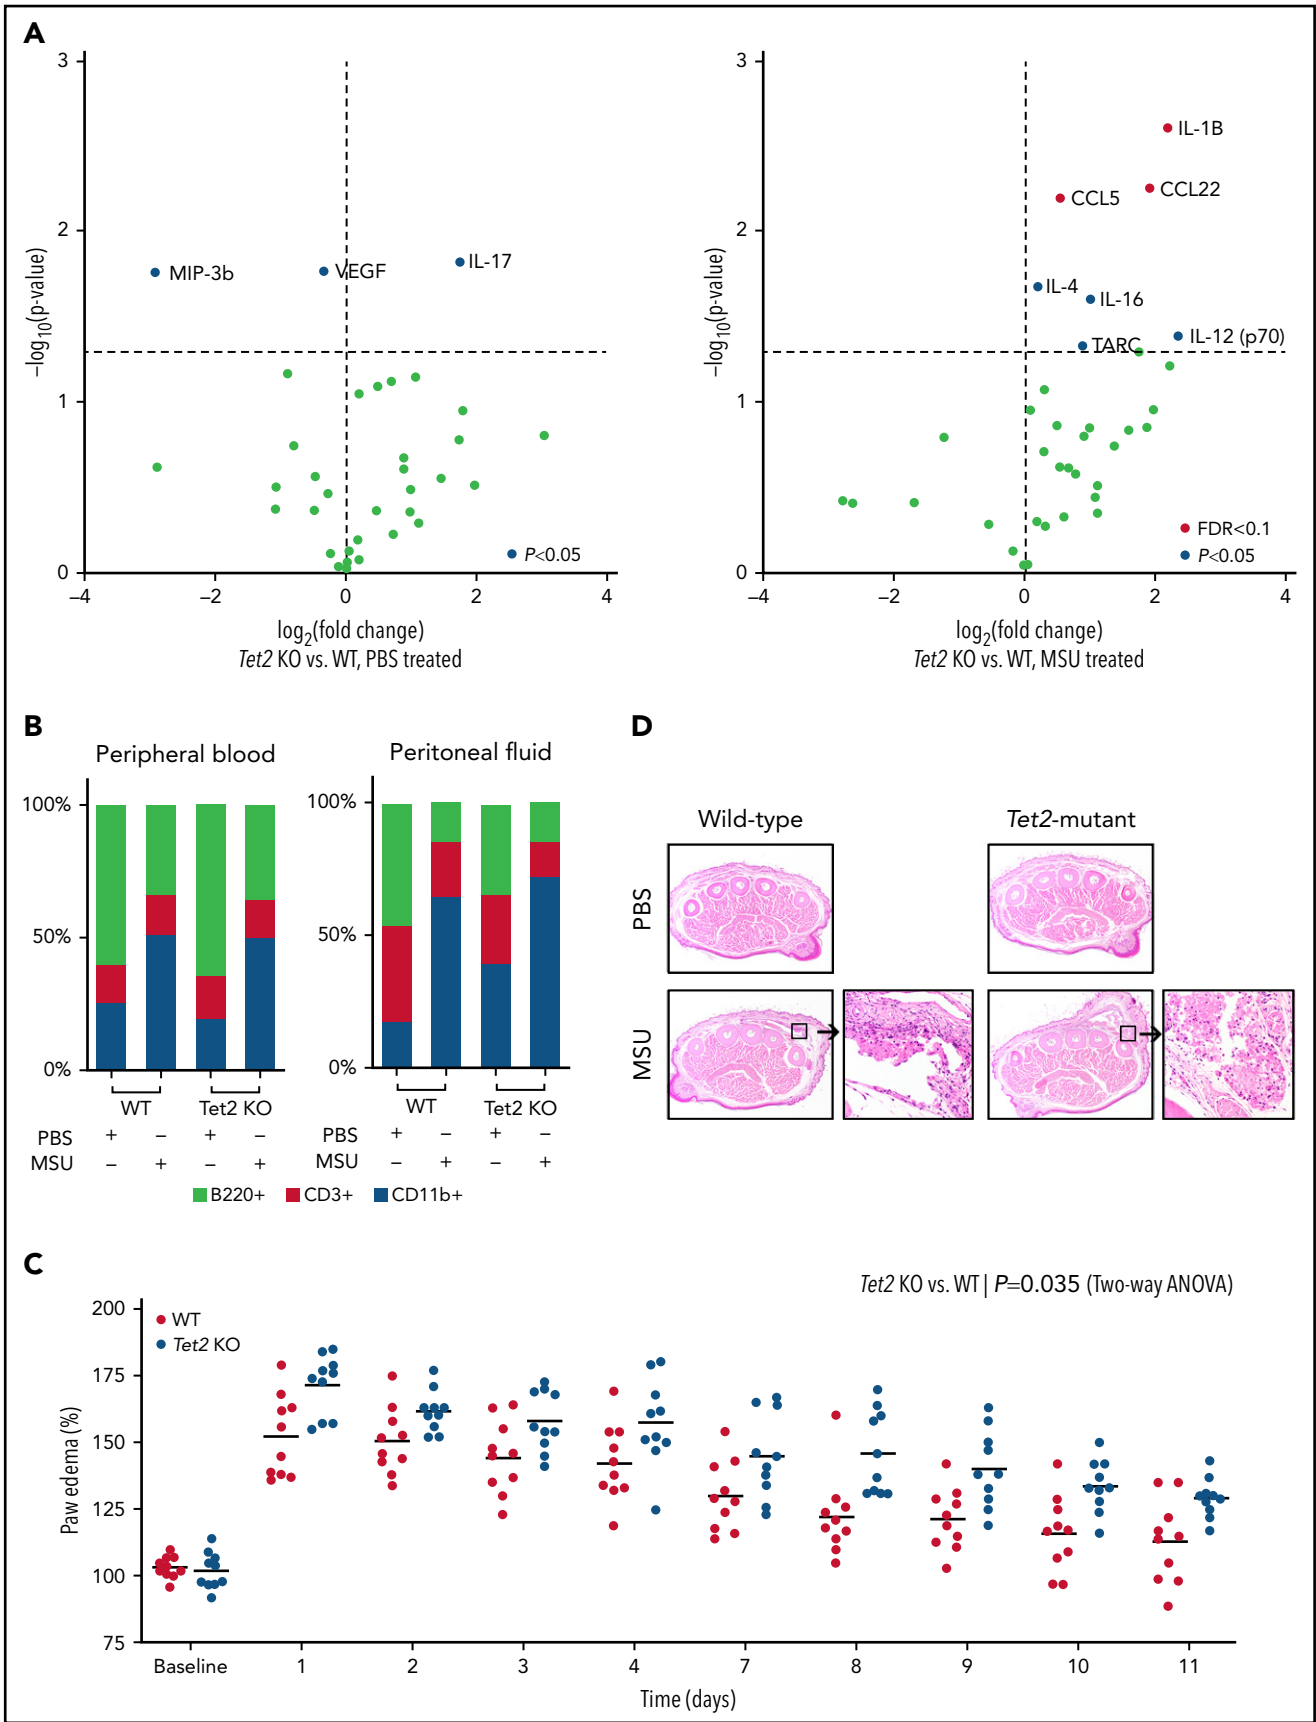 A
3
2
1
0
–log10(p-value)
MIP-3b
VEGF
IL-17
P<0.05
–4
–2
0
2
4
log2(fold change)
Tet2 KO vs. WT, PBS treated
3
2
1
0
–log10(p-value)
IL-1B
CCL5
CCL22
IL-4
IL-16
TARC
IL-12 (p70)
FDR<0.1
P<0.05
–4
–2
0
2
4
log2(fold change)
Tet2 KO vs. WT, MSU treated
B
Peripheral blood
100%
50%
0%
WT
Tet2 KO
PBS + – + –
MSU – + – +
Peritoneal fluid
100%
50%
0%
WT
Tet2 KO
PBS + – + –
MSU – + – +
B220+
CD3+
CD11b+
D
Wild-type
Tet2-mutant
PBS
MSU
C
Tet2 KO vs. WT | P=0.035 (Two-way ANOVA)
WT
Tet2 KO
200
175
150
125
100
75
Paw edema (%)
Baseline
1
2
3
4
7
8
9
10
11
Time (days)